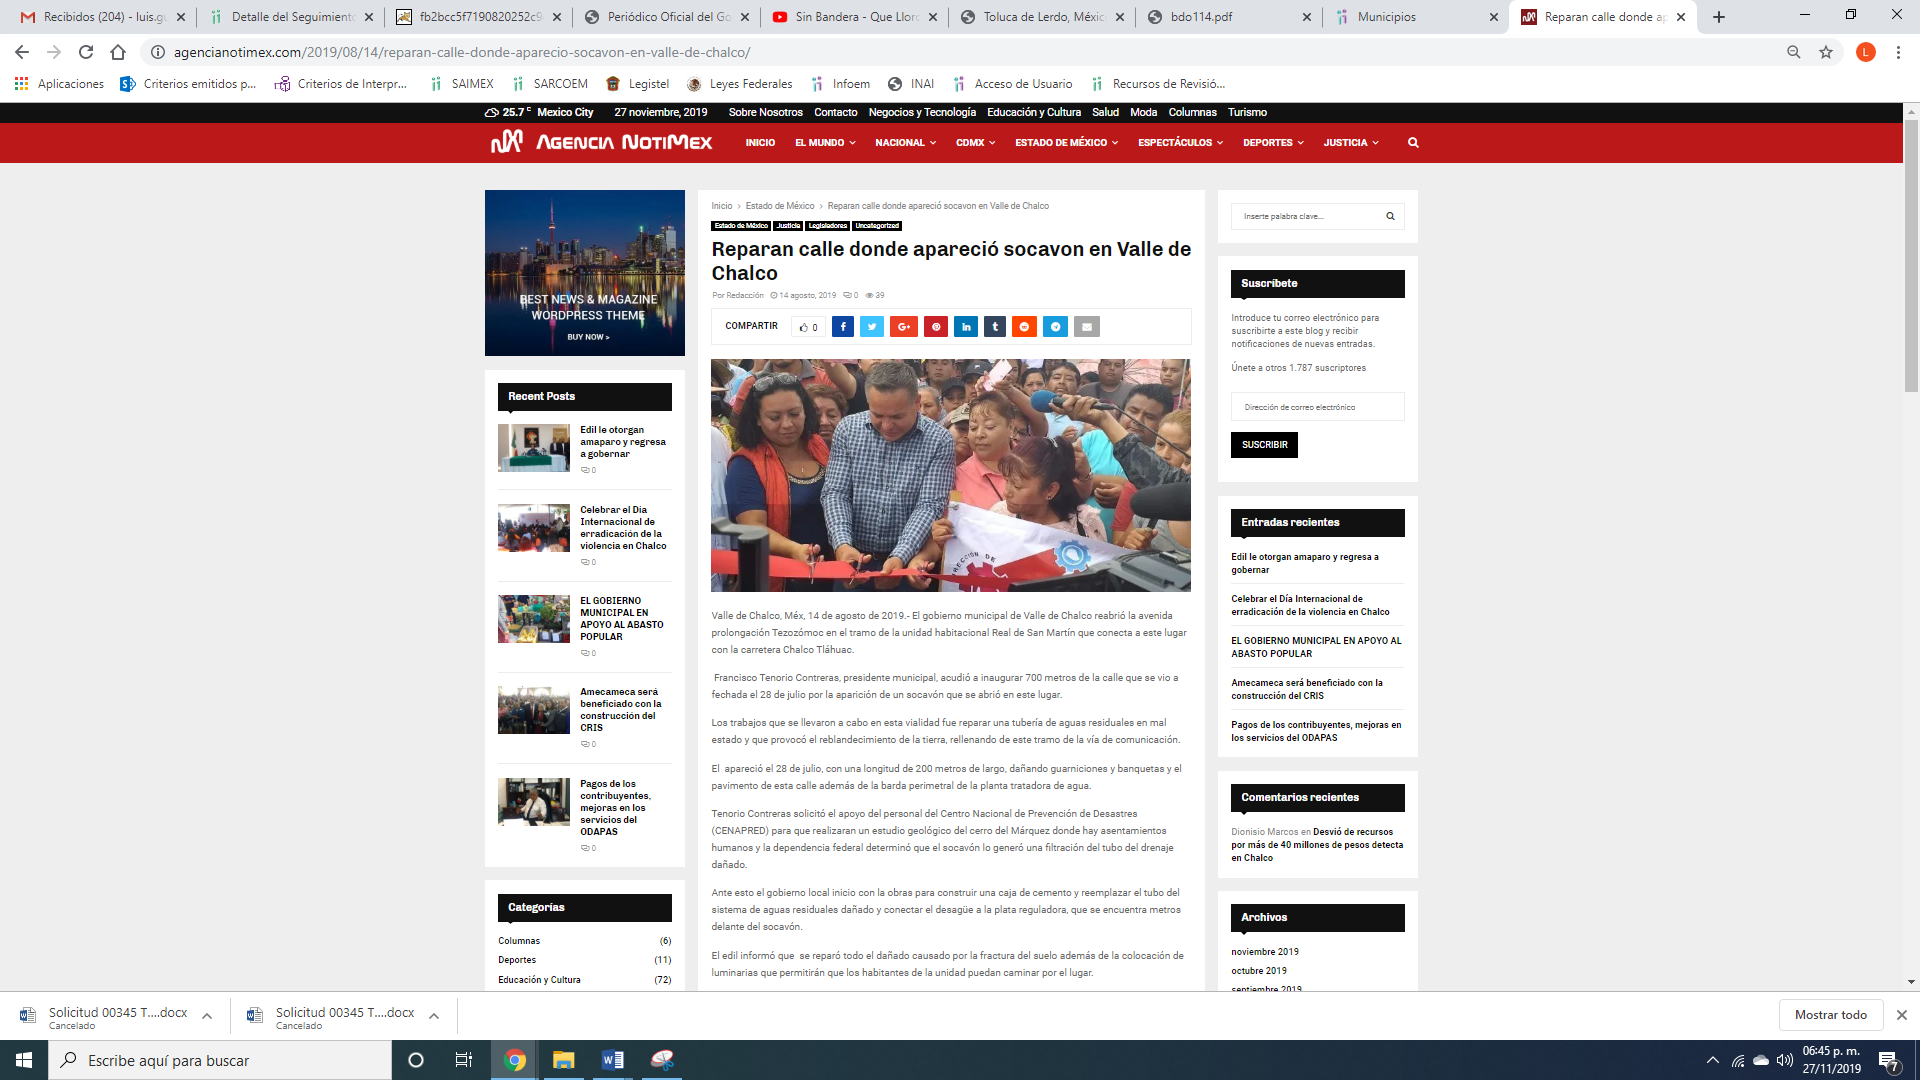 Recibidos (204) - luis.gu
Detalle del Seguimiento
fb2bcc5f7190820252c9
Periódico Oficial del Go
Sin Bandera - Que Lloro
Toluca de Lerdo, México
bdo114.pdf
Municipios
Reparan calle donde ap
agencianotimex.com/2019/08/14/reparan-calle-donde-aparecio-socavon-en-valle-de-chalco/
L
Aplicaciones
Criterios emitidos p...
Criterios de Interpr...
SAIMEX
SARCOEM
Legistel
Leyes Federales
Infoem
INAI
Acceso de Usuario
Recursos de Revisió...
25.7 C Mexico City 27 noviembre, 2019 Sobre Nosotros Contacto Negocios y Tecnología Educación y Cultura Salud Moda Columnas Turismo
AGENCIA NOTIMEX INICIO EL MUNDO NACIONAL CDMX ESTADO DE MÉXICO ESPECTÁCULOS DEPORTES JUSTICIA
BEST NEWS & MAGAZINE
WORDPRESS THEME
BUY NOW >
Recent Posts
Edil le otorgan
amaparo y regresa
a gobernar
0
Celebrar el Día
Internacional de
erradicación de la
violencia en Chalco
0
EL GOBIERNO
MUNICIPAL EN
APOYO AL ABASTO
POPULAR
0
Amecameca será
beneficiado con la
construcción del
CRIS
0
Pagos de los
contribuyentes,
mejoras en los
servicios del
ODAPAS
0
Categorías
Columnas (6)
Deportes (11)
Educación y Cultura (72)
Inicio > Estado de México > Reparan calle donde apareció socavon en Valle de Chalco
Estado de México Justicia Legisladores Uncategorized
Reparan calle donde apareció socavon en Valle de
Chalco
Por Redacción 14 agosto, 2019 0 39
COMPARTIR 0
DIRECCIÓN DE
Valle de Chalco, Méx, 14 de agosto de 2019.- El gobierno municipal de Valle de Chalco reabrió la avenida
prolongación Tezozómoc en el tramo de la unidad habitacional Real de San Martín que conecta a este lugar
con la carretera Chalco Tláhuac.
Francisco Tenorio Contreras, presidente municipal, acudió a inaugurar 700 metros de la calle que se vio a
fechada el 28 de julio por la aparición de un socavón que se abrió en este lugar.
Los trabajos que se llevaron a cabo en esta vialidad fue reparar una tubería de aguas residuales en mal
estado y que provocó el reblandecimiento de la tierra, rellenando de este tramo de la vía de comunicación.
El apareció el 28 de julio, con una longitud de 200 metros de largo, dañando guarniciones y banquetas y el
pavimento de esta calle además de la barda perimetral de la planta tratadora de agua.
Tenorio Contreras solicitó el apoyo del personal del Centro Nacional de Prevención de Desastres
(CENAPRED) para que realizaran un estudio geológico del cerro del Márquez donde hay asentamientos
humanos y la dependencia federal determinó que el socavón lo generó una filtración del tubo del drenaje
dañado.
Ante esto el gobierno local inicio con la obras para construir una caja de cemento y reemplazar el tubo del
sistema de aguas residuales dañado y conectar el desagüe a la plata reguladora, que se encuentra metros
delante del socavón.
El edil informó que se reparó todo el dañado causado por la fractura del suelo además de la colocación de
luminarias que permitirán que los habitantes de la unidad puedan caminar por el lugar.
Inserte palabra clave...
Suscríbete
Introduce tu correo electrónico para
suscribirte a este blog y recibir
notificaciones de nuevas entradas.
Únete a otros 1.787 suscriptores
Dirección de correo electrónico
SUSCRIBIR
Entradas recientes
Edil le otorgan amaparo y regresa a
gobernar
Celebrar el Día Internacional de
erradicación de la violencia en Chalco
EL GOBIERNO MUNICIPAL EN APOYO AL
ABASTO POPULAR
Amecameca será beneficiado con la
construcción del CRIS
Pagos de los contribuyentes, mejoras en
los servicios del ODAPAS
Comentarios recientes
Dionisio Marcos en Desvió de recursos
por más de 40 millones de pesos detecta
en Chalco
Archivos
noviembre 2019
octubre 2019
septiembre 2019
Solicitud 00345 T....docx
Cancelado
Solicitud 00345 T....docx
Cancelado
Mostrar todo
Escribe aquí para buscar
06:45 p. m.
27/11/2019
7